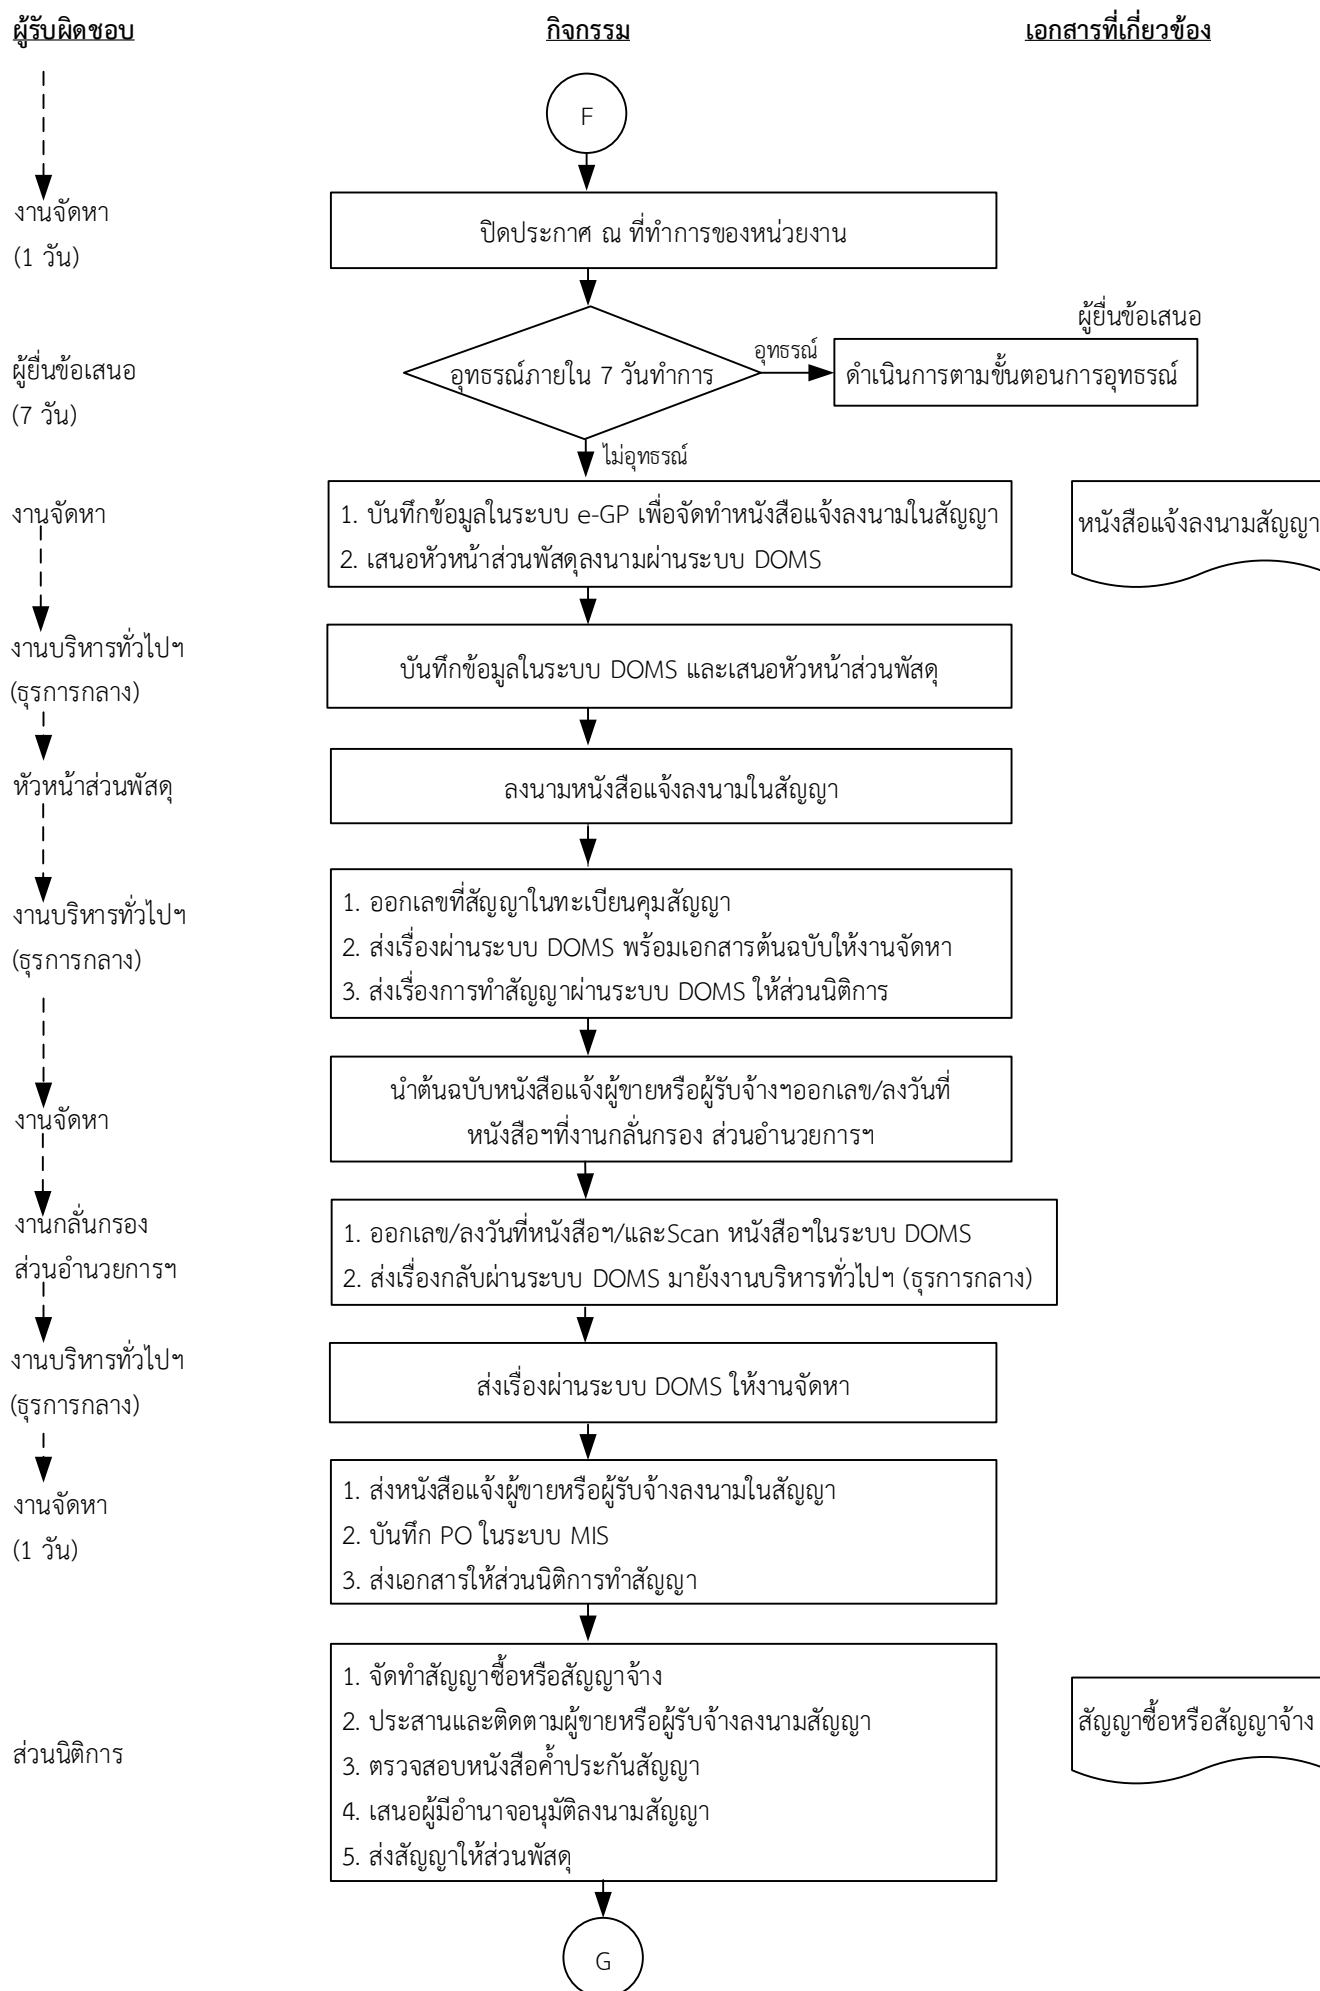 ผู้รับผิดชอบ
กิจกรรม
เอกสารที่เกี่ยวข้อง
F
งานจัดหา
(1 วัน)
ปิดประกาศ ณ ที่ทำการของหน่วยงาน
ผู้ยื่นข้อเสนอ
(7 วัน)
อุทธรณ์ภายใน 7 วันทำการ
อุทธรณ์
ผู้ยื่นข้อเสนอ
ดำเนินการตามขั้นตอนการอุทธรณ์
ไม่อุทธรณ์
งานจัดหา
1. บันทึกข้อมูลในระบบ e-GP เพื่อจัดทำหนังสือแจ้งลงนามในสัญญา
2. เสนอหัวหน้าส่วนพัสดุลงนามผ่านระบบ DOMS
หนังสือแจ้งลงนามสัญญา
งานบริหารทั่วไปฯ
(ธุรการกลาง)
บันทึกข้อมูลในระบบ DOMS และเสนอหัวหน้าส่วนพัสดุ
หัวหน้าส่วนพัสดุ
ลงนามหนังสือแจ้งลงนามในสัญญา
งานบริหารทั่วไปฯ
(ธุรการกลาง)
1. ออกเลขที่สัญญาในทะเบียนคุมสัญญา
2. ส่งเรื่องผ่านระบบ DOMS พร้อมเอกสารต้นฉบับให้งานจัดหา
3. ส่งเรื่องการทำสัญญาผ่านระบบ DOMS ให้ส่วนนิติการ
งานจัดหา
นำต้นฉบับหนังสือแจ้งผู้ขายหรือผู้รับจ้างฯออกเลข/ลงวันที่
หนังสือฯที่งานกลั่นกรอง ส่วนอำนวยการฯ
งานกลั่นกรอง
ส่วนอำนวยการฯ
1. ออกเลข/ลงวันที่หนังสือฯ/และScan หนังสือฯในระบบ DOMS
2. ส่งเรื่องกลับผ่านระบบ DOMS มายังงานบริหารทั่วไปฯ (ธุรการกลาง)
งานบริหารทั่วไปฯ
(ธุรการกลาง)
ส่งเรื่องผ่านระบบ DOMS ให้งานจัดหา
งานจัดหา
(1 วัน)
1. ส่งหนังสือแจ้งผู้ขายหรือผู้รับจ้างลงนามในสัญญา
2. บันทึก PO ในระบบ MIS
3. ส่งเอกสารให้ส่วนนิติการทำสัญญา
ส่วนนิติการ
1. จัดทำสัญญาซื้อหรือสัญญาจ้าง
2. ประสานและติดตามผู้ขายหรือผู้รับจ้างลงนามสัญญา
3. ตรวจสอบหนังสือค้ำประกันสัญญา
4. เสนอผู้มีอำนาจอนุมัติลงนามสัญญา
5. ส่งสัญญาให้ส่วนพัสดุ
สัญญาซื้อหรือสัญญาจ้าง
G